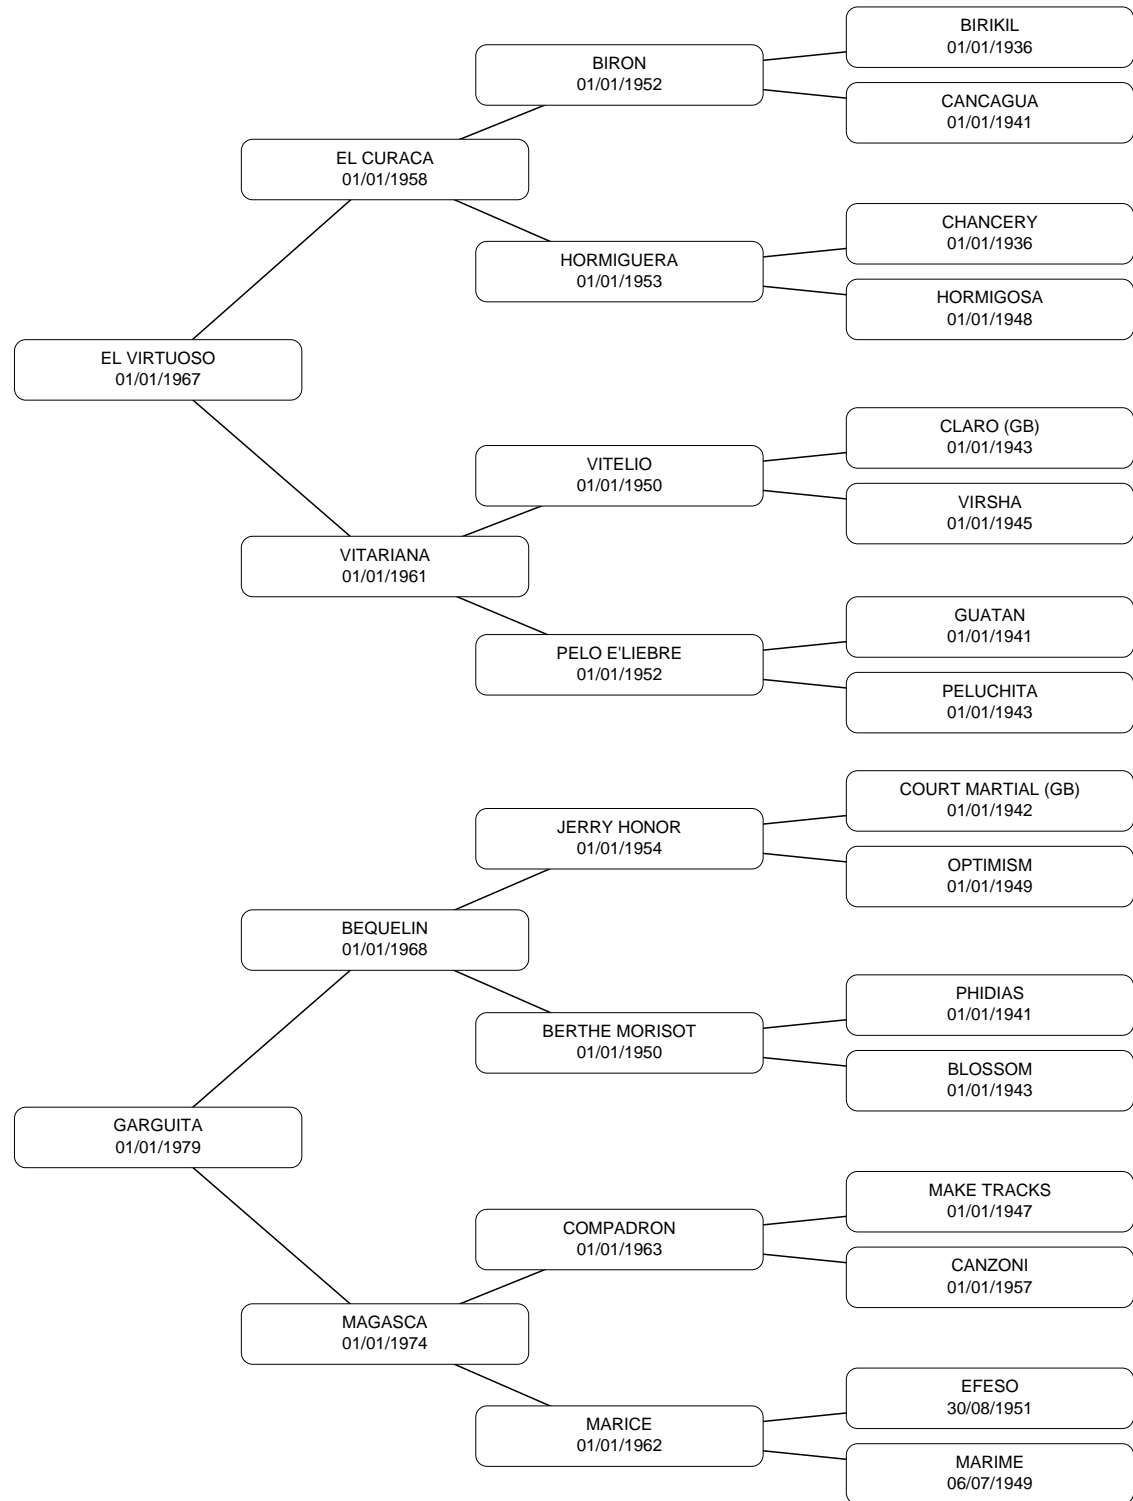 BIRIKIL
01/01/1936
BIRON
01/01/1952
CANCAGUA
01/01/1941
EL CURACA
01/01/1958
CHANCERY
01/01/1936
HORMIGUERA
01/01/1953
HORMIGOSA
01/01/1948
EL VIRTUOSO
01/01/1967
CLARO (GB)
01/01/1943
VITELIO
01/01/1950
VIRSHA
01/01/1945
VITARIANA
01/01/1961
GUATAN
01/01/1941
PELO E'LIEBRE
01/01/1952
PELUCHITA
01/01/1943
COURT MARTIAL (GB)
01/01/1942
JERRY HONOR
01/01/1954
OPTIMISM
01/01/1949
BEQUELIN
01/01/1968
PHIDIAS
01/01/1941
BERTHE MORISOT
01/01/1950
BLOSSOM
01/01/1943
GARGUITA
01/01/1979
MAKE TRACKS
01/01/1947
COMPADRON
01/01/1963
CANZONI
01/01/1957
MAGASCA
01/01/1974
EFESO
30/08/1951
MARICE
01/01/1962
MARIME
06/07/1949